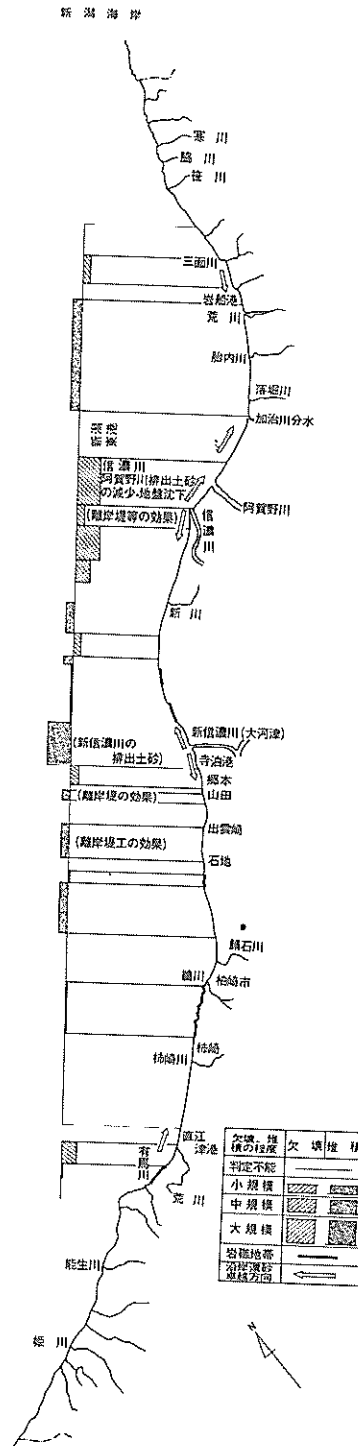 新潟海岸
寒川
脇川
笹川
三面川
岩船港
荒川
胎内川
落堀川
加治川分水
新潟東港
信濃川
阿賀野川排出土砂
の減少・地盤沈下
阿賀野川
(離岸堤等の効果)
信濃川
新川
新信濃川(大河津)
(新信濃川の
排出土砂)
寺泊港
郷本
山田
(離岸堤の効果)
出雲崎
(離岸堤工の効果)
石地
鯖石川
鵜川
柏崎市
柿崎
柿崎川
直江津港
有馬川
荒川
能生川
姫川
欠壊、堆積の程度
欠壊
堆積
判定不能
小規模
中規模
大規模
岩礁地帯
沿岸漂砂
卓越方向
N